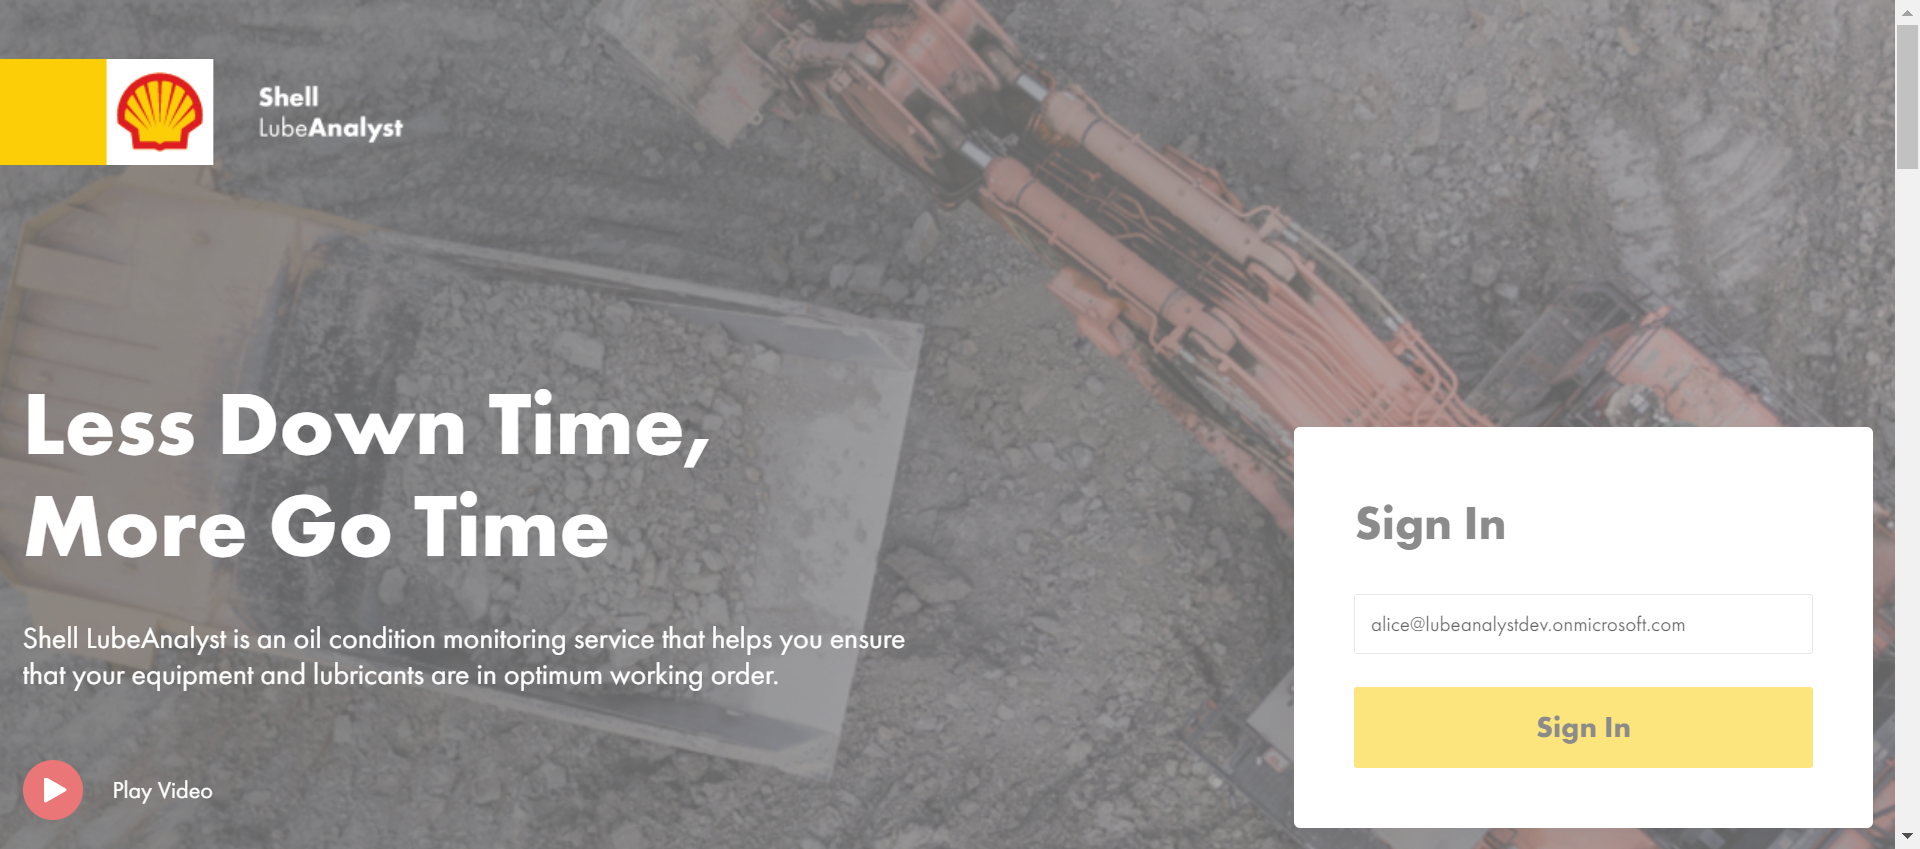 Shell
LubeAnalyst
Less Down Time,
More Go Time
Shell LubeAnalyst is an oil condition monitoring service that helps you ensure
that your equipment and lubricants are in optimum working order.
Play Video
Sign In
alice@lubeanalystdev.onmicrosoft.com
Sign In